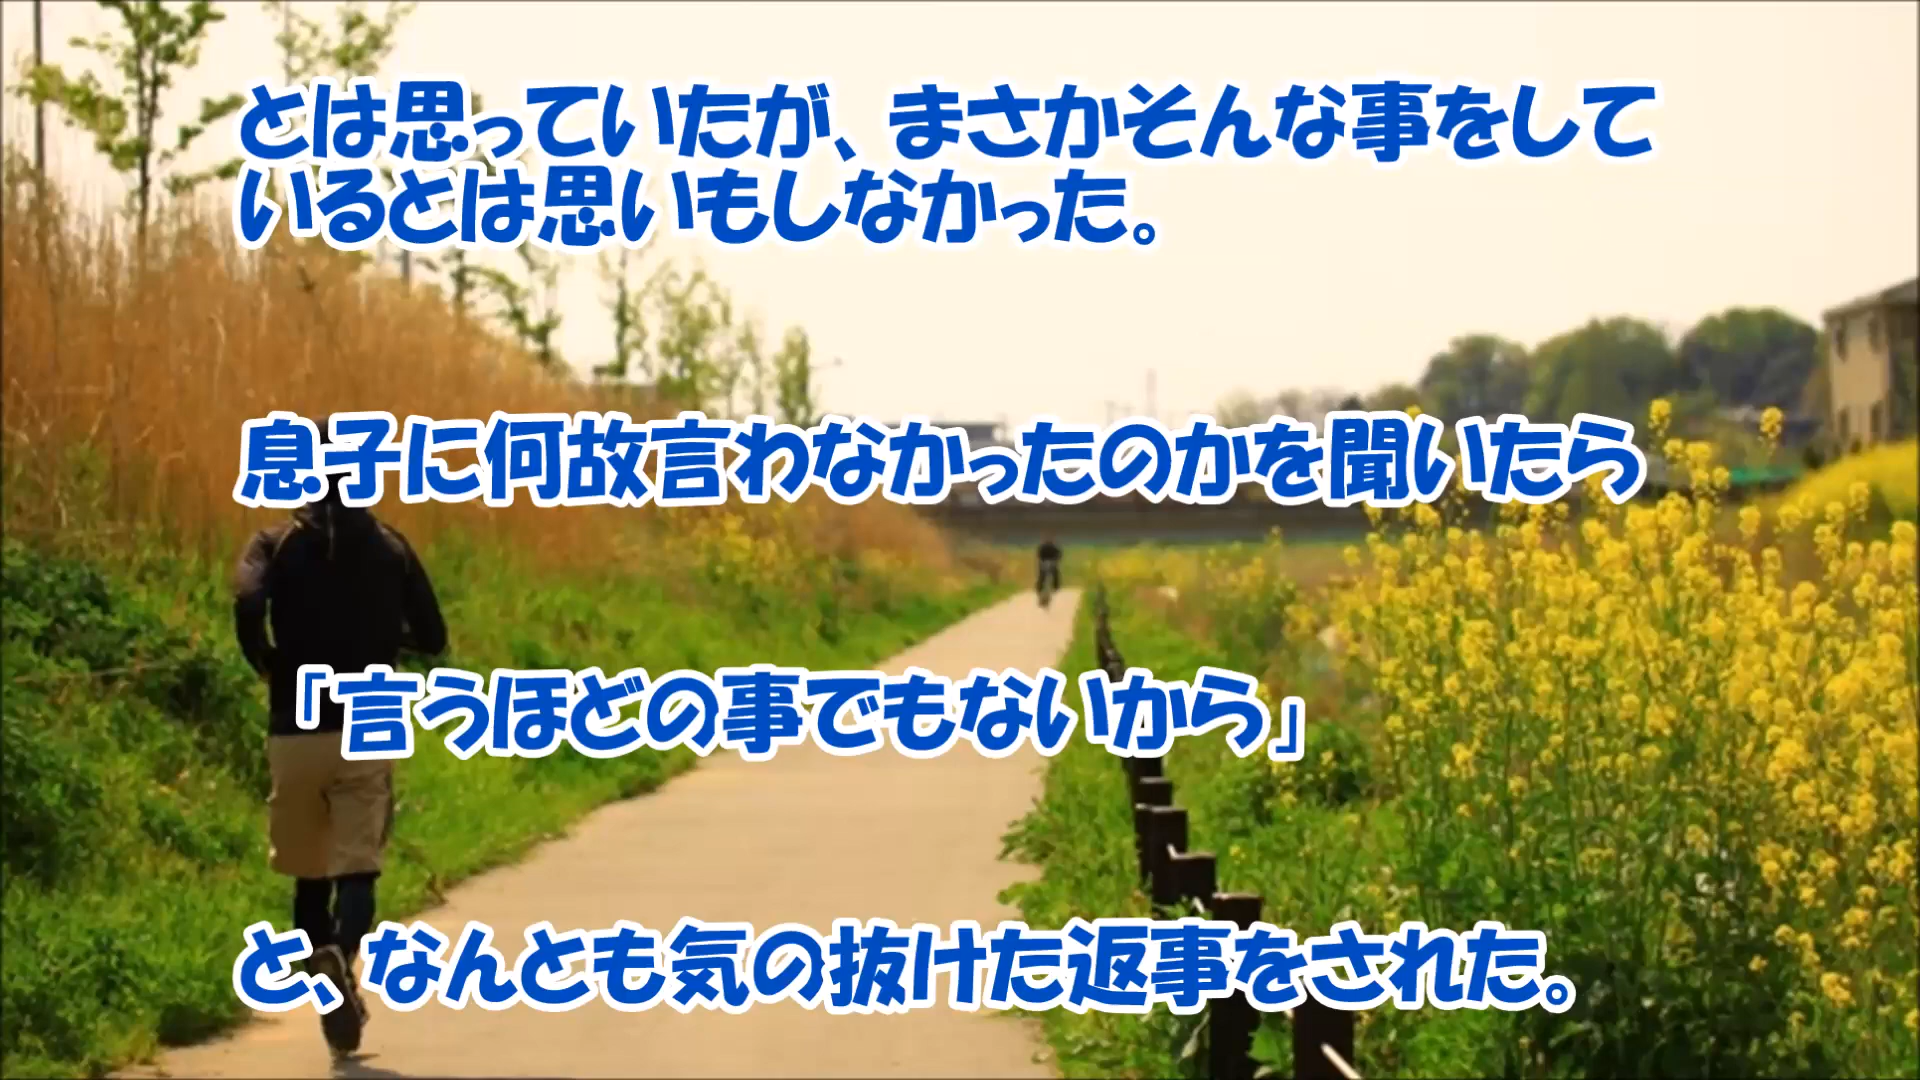 とは思っていたが、まさかそんな事をして
いるとは思いもしなかった。
息子に何故言わなかったのかを聞いたら
「言うほどの事でもないから」
と、なんとも気の抜けた返事をされた。